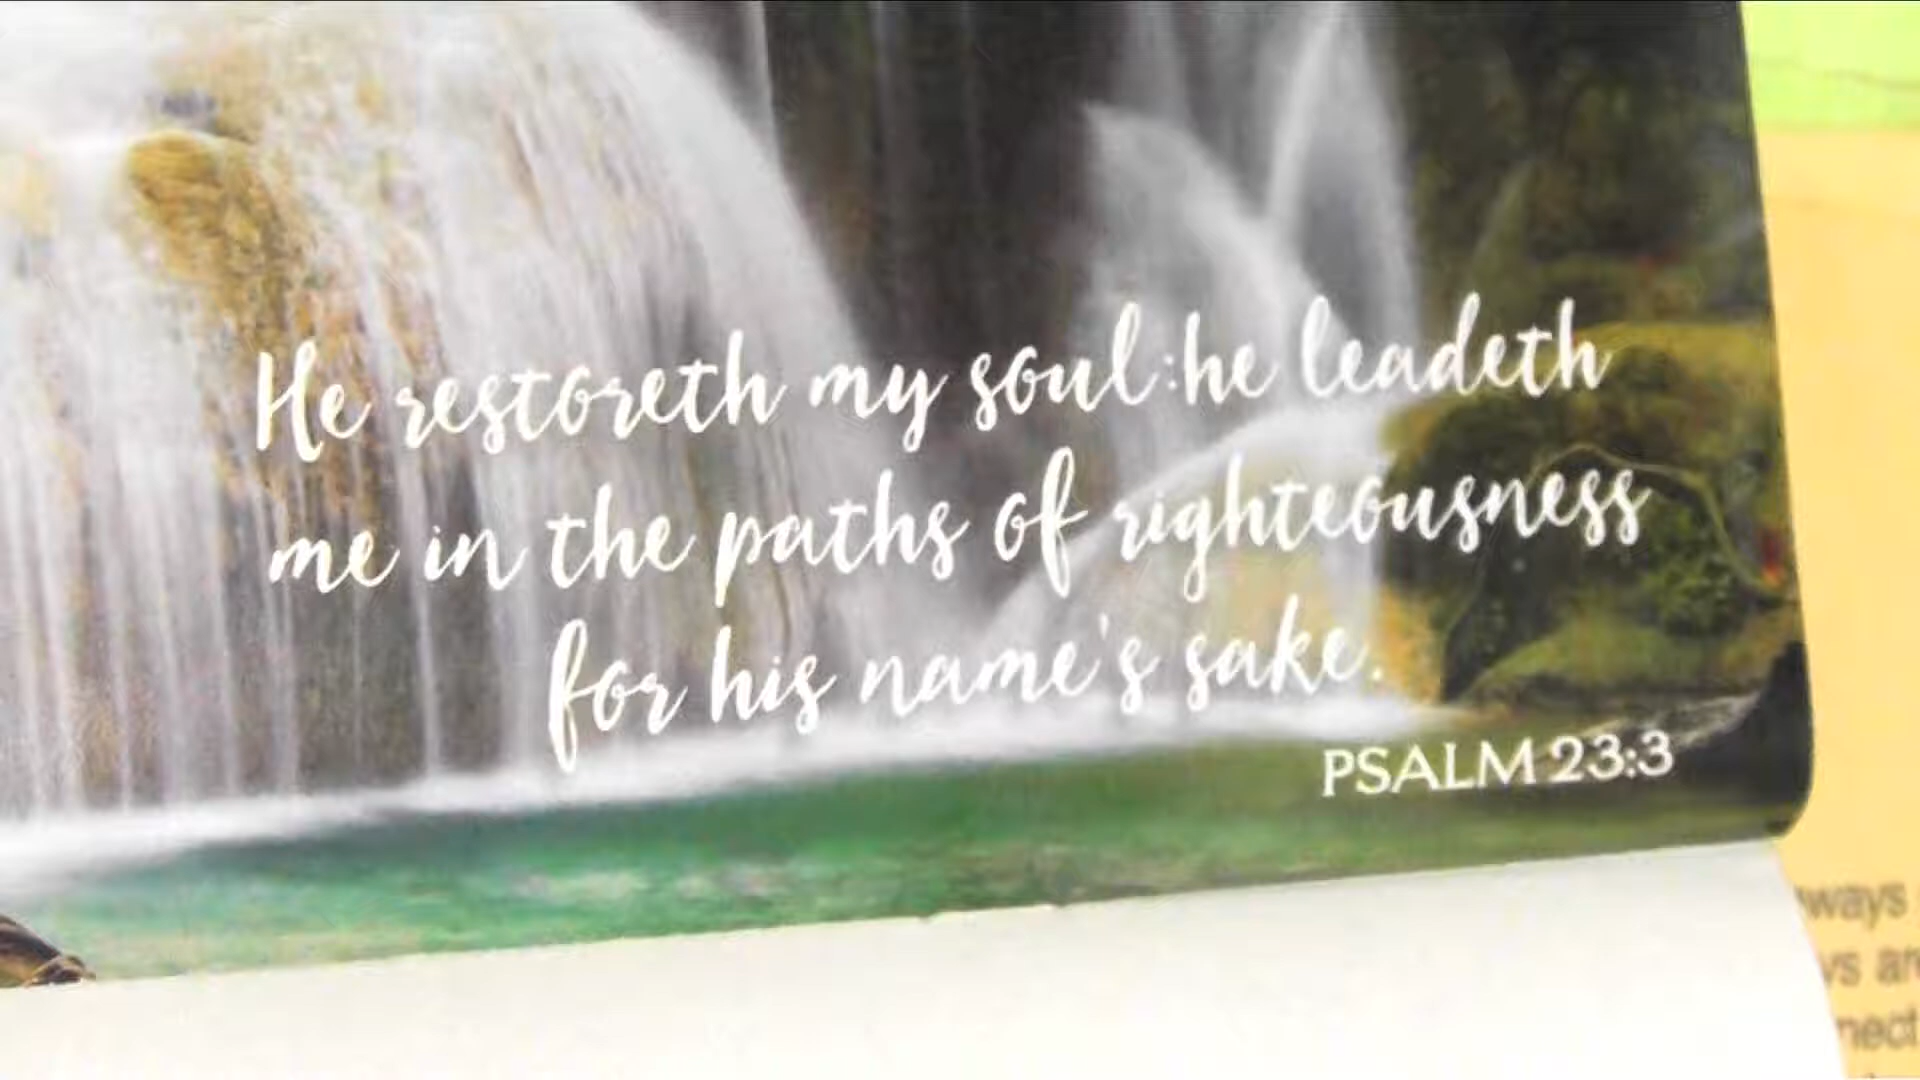 He restoreth my soul:he leadeth
me in the paths of righteousness
for his name's sake.
PSALM 23:3